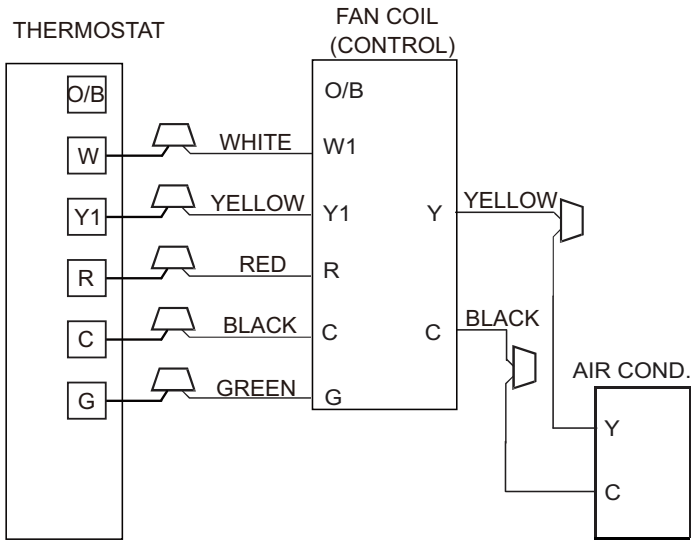 THERMOSTAT
FAN COIL
(CONTROL)
O/B
O/B
W
WHITE
W1
Y1
YELLOW
Y1
Y
YELLOW
R
RED
R
C
BLACK
C
C
BLACK
AIR COND.
G
GREEN
G
Y
C